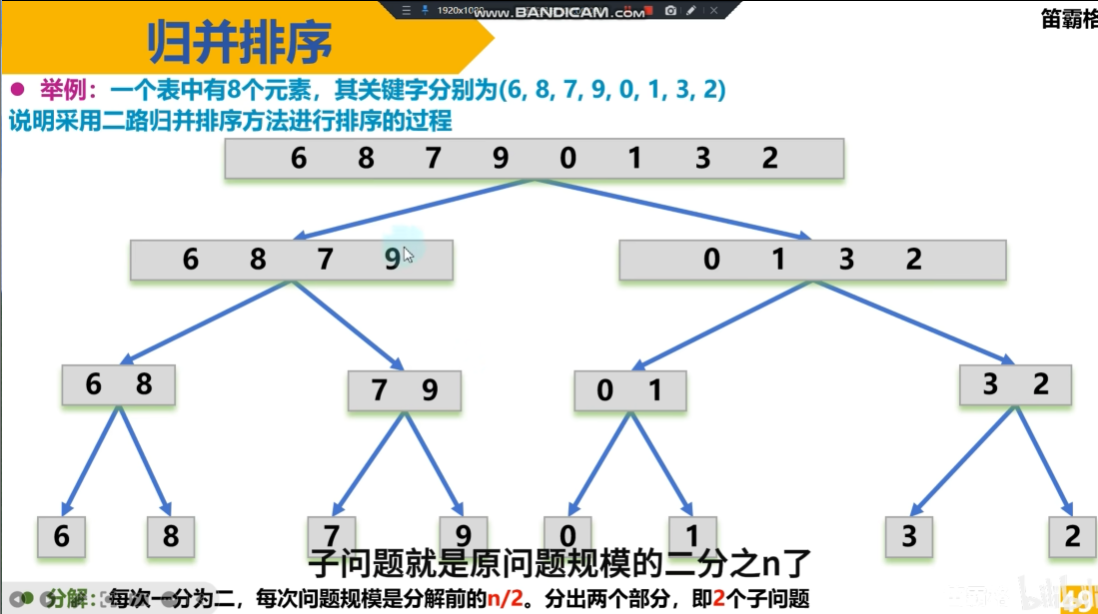 1920x10
www.BANDICAM.com
笛霸格
归并排序
举例：一个表中有8个元素，其关键字分别为(6, 8, 7, 9, 0, 1, 3, 2)
说明采用二路归并排序方法进行排序的过程
6 8 7 9 0 1 3 2
6 8 7 9
0 1 3 2
6 8
7 9
0 1
3 2
6
8
7
9
0
1
3
2
子问题就是原问题规模的二分之n了
分解：每次一分为二，每次问题规模是分解前的n/2。分出两个部分，即2个子问题
49